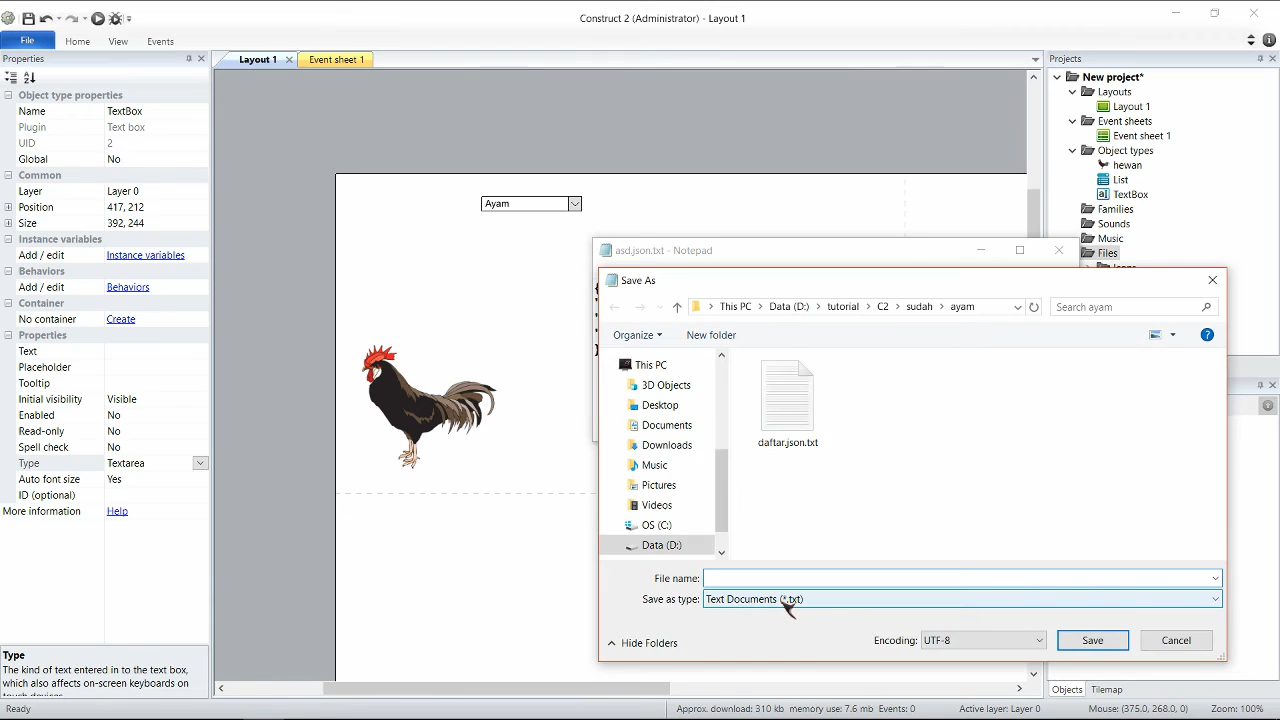 Construct 2 (Administrator) - Layout 1
File
Home
View
Events
Properties
Layout 1
Event sheet 1
Projects
Object type properties
Name TextBox
Plugin Text box
UID 2
Global No
Common
Layer Layer 0
Position 417, 212
Size 392, 244
Instance variables
Add / edit Instance variables
Behaviors
Add / edit Behaviors
Container
No container Create
Properties
Text
Placeholder
Tooltip
Initial visibility Visible
Enabled No
Read-only No
Spell check No
Type Textarea
Auto font size Yes
ID (optional)
More information Help
Type
The kind of text entered in to the text box,
which also affects on-screen keyboards on
Ayam
New project*
Layouts
Layout 1
Event sheets
Event sheet 1
Object types
hewan
List
TextBox
Families
Sounds
Music
Files
asd.json.txt - Notepad
Save As
This PC > Data (D:) > tutorial > C2 > sudah > ayam
Search ayam
Organize
New folder
This PC
3D Objects
Desktop
Documents
Downloads
Music
Pictures
Videos
OS (C:)
Data (D:)
daftar.json.txt
File name:
Save as type: Text Documents (*.txt)
Hide Folders
Encoding: UTF-8
Save
Cancel
Objects
Tilemap
Ready
Approx. download: 310 kb
memory use: 7.6 mb
Events: 0
Active layer: Layer 0
Mouse: (375.0, 268.0, 0)
Zoom: 100%